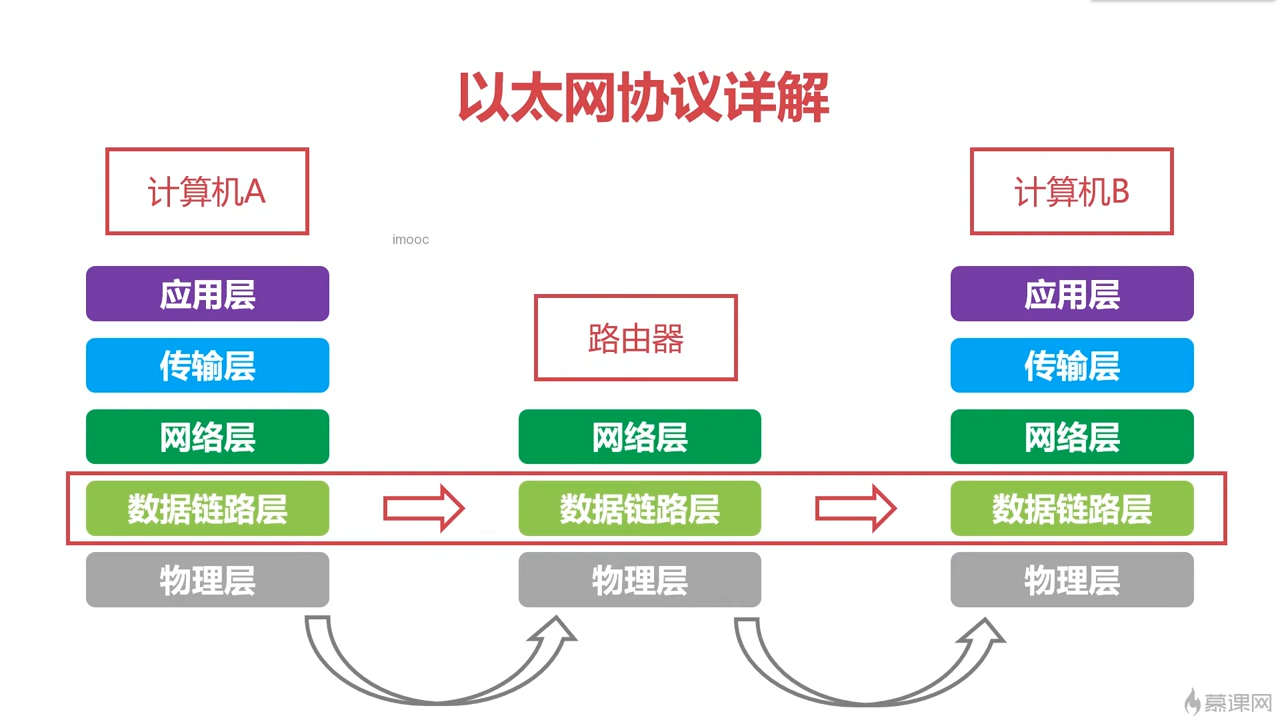 以太网协议详解
计算机A
计算机B
imooc
应用层
应用层
路由器
传输层
传输层
网络层
网络层
网络层
数据链路层
数据链路层
数据链路层
物理层
物理层
物理层
慕课网